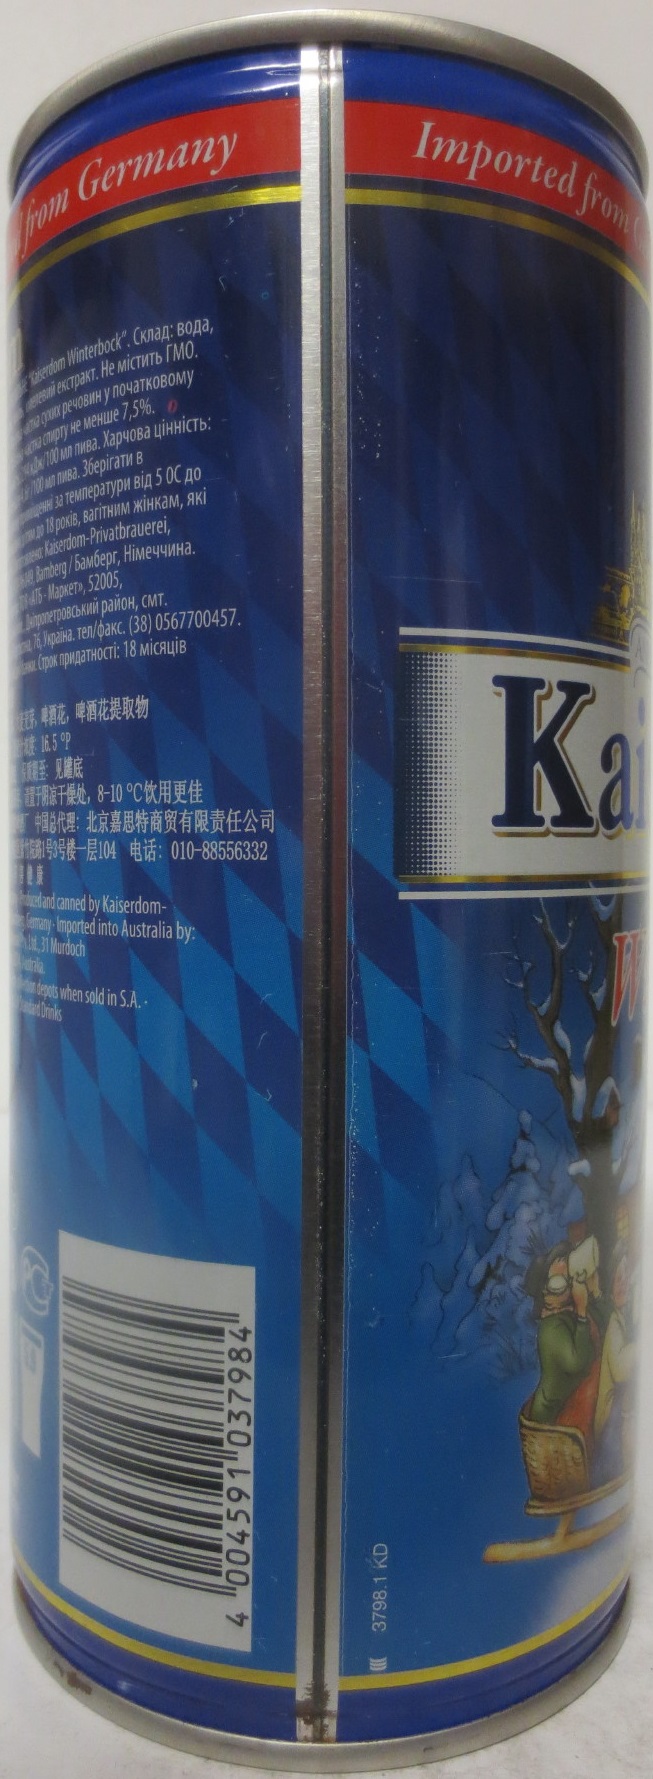 from Germany
"Kaiserdom Winterbock". Склад: вода,
екстракт. Не містить ГМО.
сухих речовин у початковому
спирту не менше 7,5%.
кДж/100 мл пива. Харчова цінність:
/100 мл пива. Зберігати в
за температури від 5 0С до
до 18 років, вагітним жінкам, які
Kaiserdom-Privatbrauerei,
Bamberg / Бамберг, Німеччина.
«АТБ - Маркет», 52005,
Дніпропетровський район, смт.
76, Україна. тел/факс. (38) 0567700457.
Строк придатності: 18 місяців
麦芽，啤酒花，啤酒花提取物
16.5 °P
见罐底
置于阴凉干燥处，8-10 °C饮用更佳
中国总代理：北京嘉思特商贸有限责任公司
1号3号楼一层104 电话：010-88556332
健康
and canned by Kaiserdom-
Germany · Imported into Australia by:
Ltd., 31 Murdoch
depots when sold in S.A. ·
Standard Drinks
PC
4 004591 037984
Imported from
Kai
W
3798.1 KD